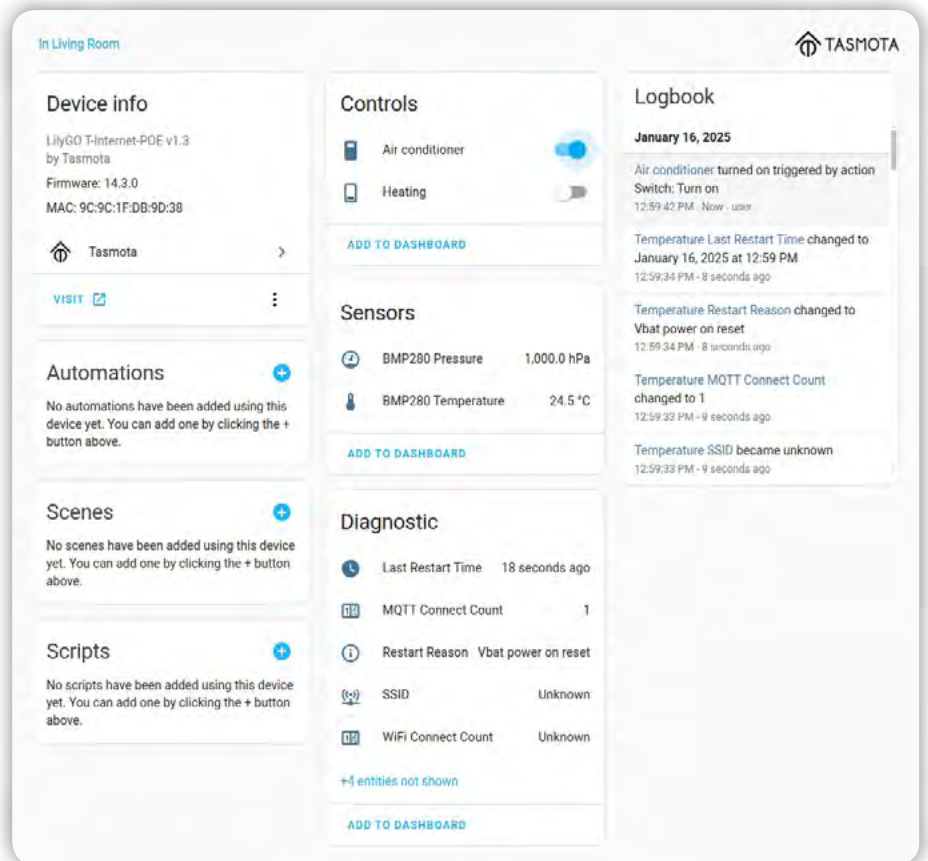 In Living Room
TASMOTA
Device info
LilyGO T-Internet-POE v1.3
by Tasmota
Firmware: 14.3.0
MAC: 9C:9C:1F:DB:9D:38
Tasmota
VISIT
Automations
No automations have been added using this
device yet. You can add one by clicking the +
button above.
Scenes
No scenes have been added using this device
yet. You can add one by clicking the + button
above.
Scripts
No scripts have been added using this device
yet. You can add one by clicking the + button
above.
Controls
Air conditioner
Heating
ADD TO DASHBOARD
Sensors
BMP280 Pressure 1,000.0 hPa
BMP280 Temperature 24.5 °C
ADD TO DASHBOARD
Diagnostic
Last Restart Time 18 seconds ago
MQTT Connect Count 1
Restart Reason Vbat power on reset
SSID Unknown
WiFi Connect Count Unknown
+4 entities not shown
ADD TO DASHBOARD
Logbook
January 16, 2025
Air conditioner turned on triggered by action
Switch: Turn on
12:59:42 PM - Now - user
Temperature Last Restart Time changed to
January 16, 2025 at 12:59 PM
12:59:34 PM - 8 seconds ago
Temperature Restart Reason changed to
Vbat power on reset
12:59:34 PM - 8 seconds ago
Temperature MQTT Connect Count
changed to 1
12:59:33 PM - 9 seconds ago
Temperature SSID became unknown
12:59:33 PM - 9 seconds ago